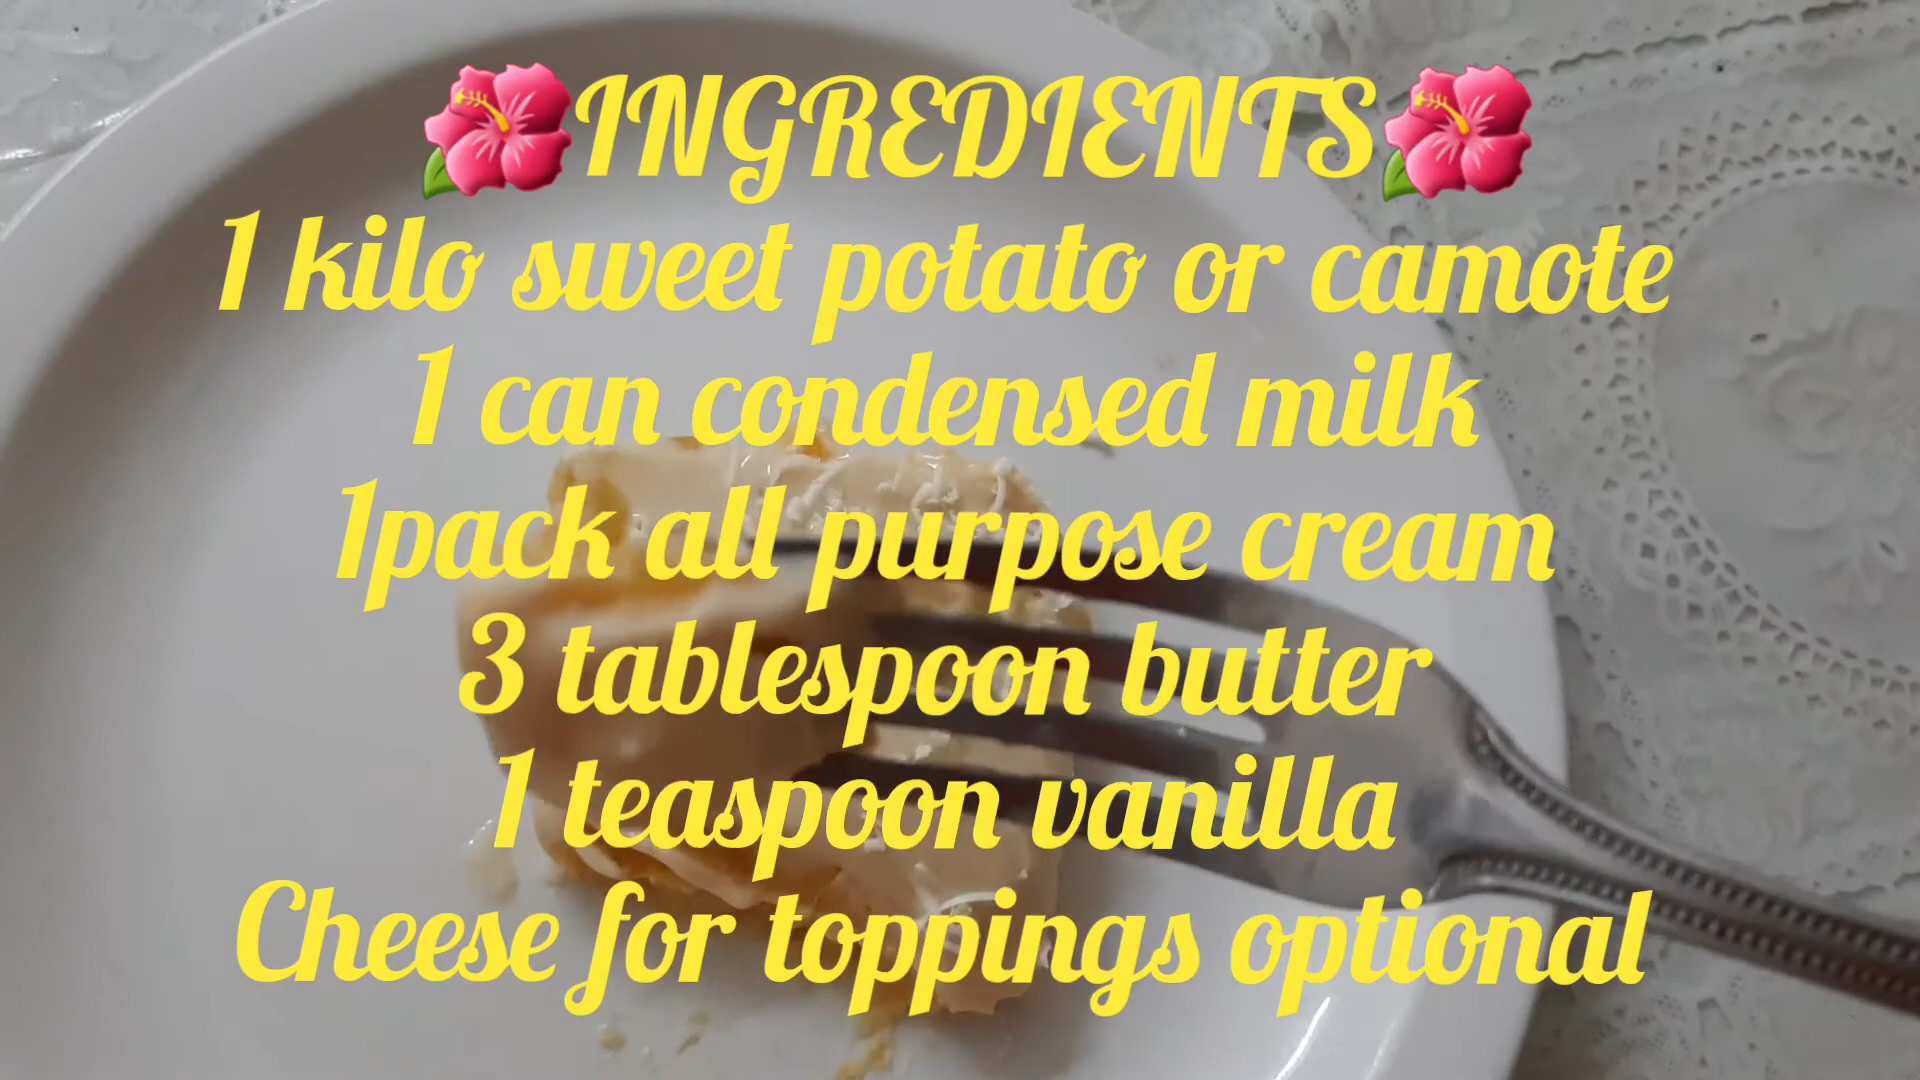 🌺INGREDIENTS🌺
1 kilo sweet potato or camote
1 can condensed milk
1pack all purpose cream
3 tablespoon butter
1 teaspoon vanilla
Cheese for toppings optional